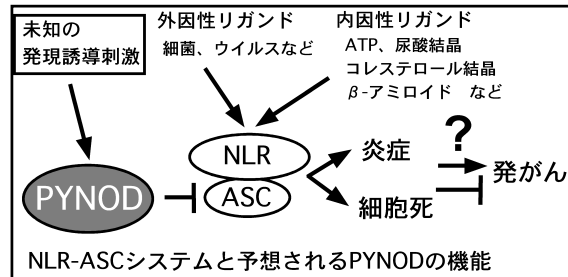 未知の
発現誘導刺激
外因性リガンド
細菌、ウイルスなど
内因性リガンド
ATP、尿酸結晶
コレステロール結晶
β-アミロイド など
PYNOD
NLR
ASC
炎症
細胞死
?
発がん
NLR-ASCシステムと予想されるPYNODの機能